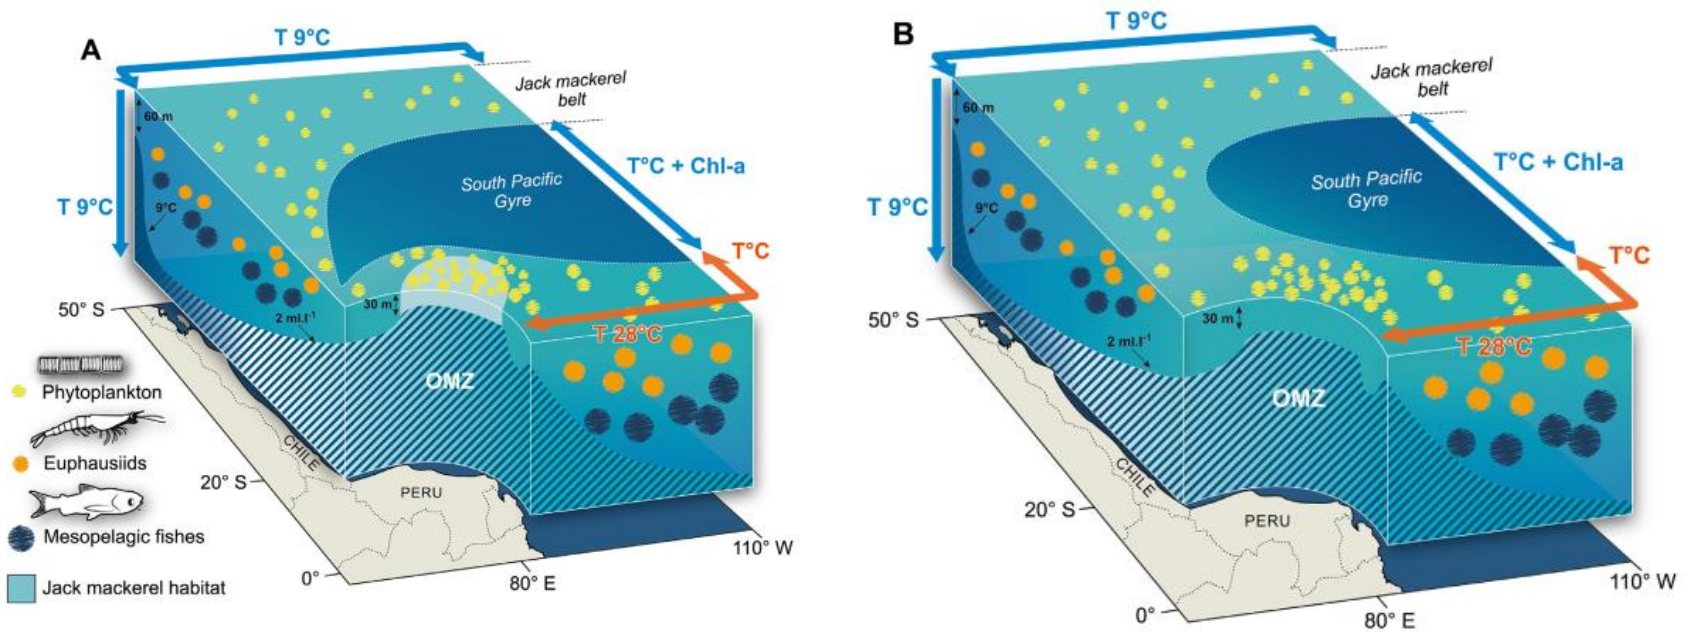 A
T 9°C
Jack mackerel
belt
60 m
T°C + Chl-a
South Pacific
Gyre
T 9°C
9°C
T°C
30 m
2 ml.l⁻¹
T 28°C
50° S
OMZ
Phytoplankton
CHILE
Euphausiids
20° S
PERU
Mesopelagic fishes
110° W
0°
80° E
Jack mackerel habitat
B
T 9°C
Jack mackerel
belt
60 m
T°C + Chl-a
South Pacific
Gyre
T 9°C
9°C
T°C
30 m
2 ml.l⁻¹
T 28°C
50° S
OMZ
CHILE
20° S
PERU
110° W
0°
80° E